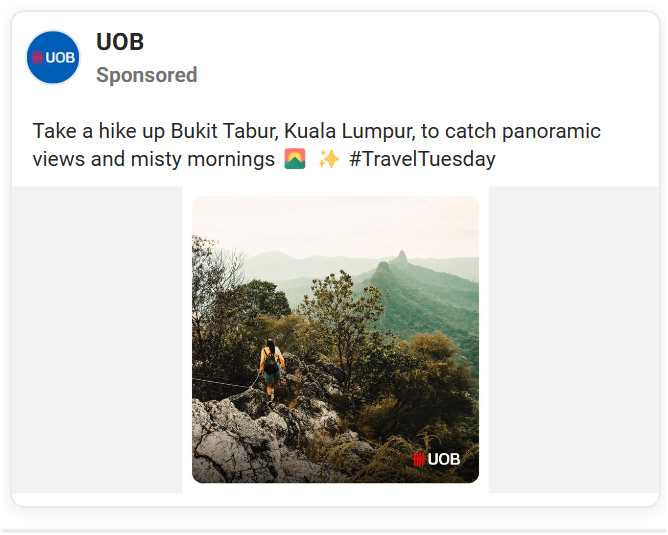 UOB
UOB
Sponsored
Take a hike up Bukit Tabur, Kuala Lumpur, to catch panoramic
views and misty mornings 🌄 ✨ #TravelTuesday
UOB